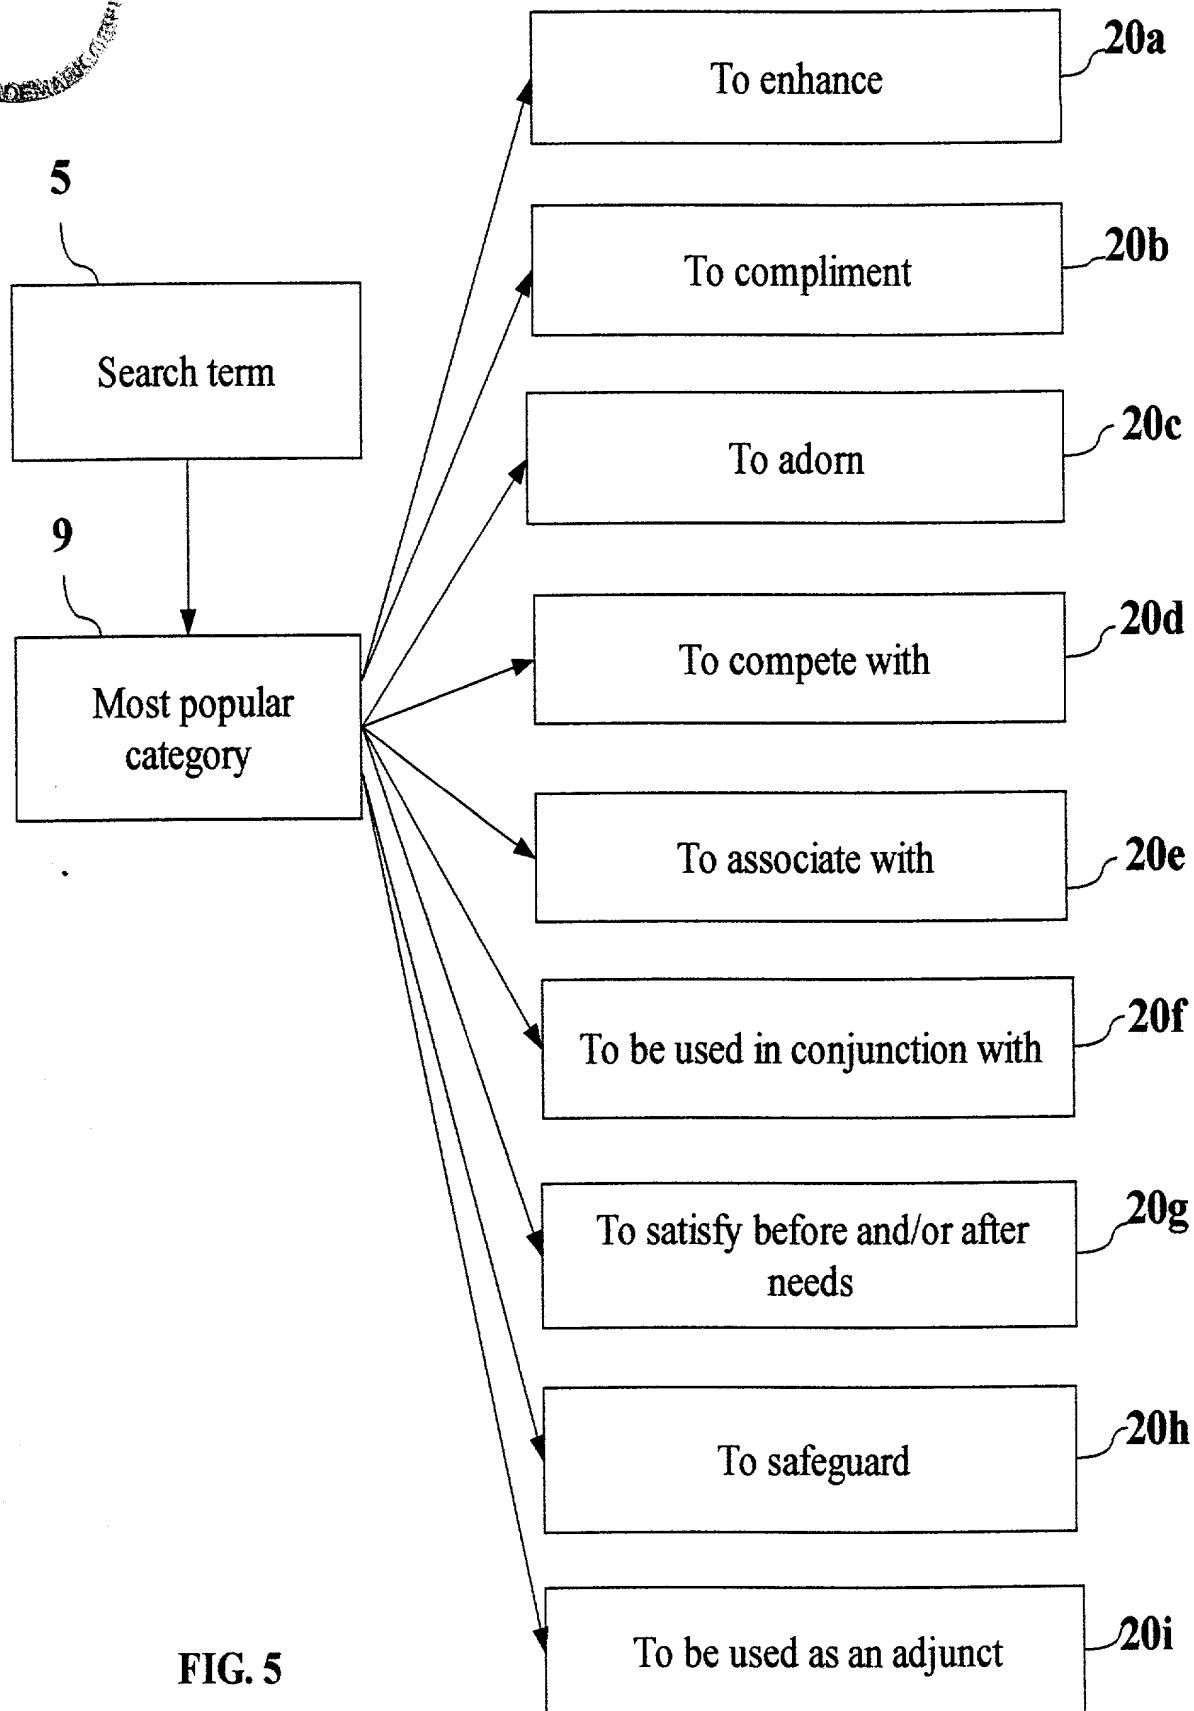 20a
To enhance
5
20b
To compliment
Search term
20c
To adorn
9
20d
To compete with
Most popular
category
To associate with
20e
20f
To be used in conjunction with
20g
To satisfy before and/or after
needs
20h
To safeguard
20i
To be used as an adjunct
FIG. 5